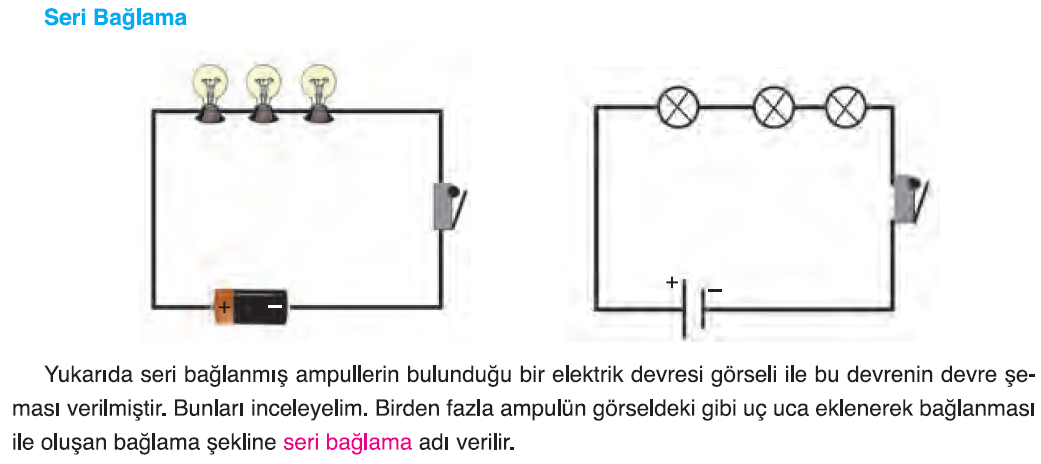 Seri Bağlama
+
−
+
−
Yukarıda seri bağlanmış ampullerin bulunduğu bir elektrik devresi görseli ile bu devrenin devre şe-
ması verilmiştir. Bunları inceleyelim. Birden fazla ampulün görseldeki gibi uç uca eklenerek bağlanması
ile oluşan bağlama şekline seri bağlama adı verilir.